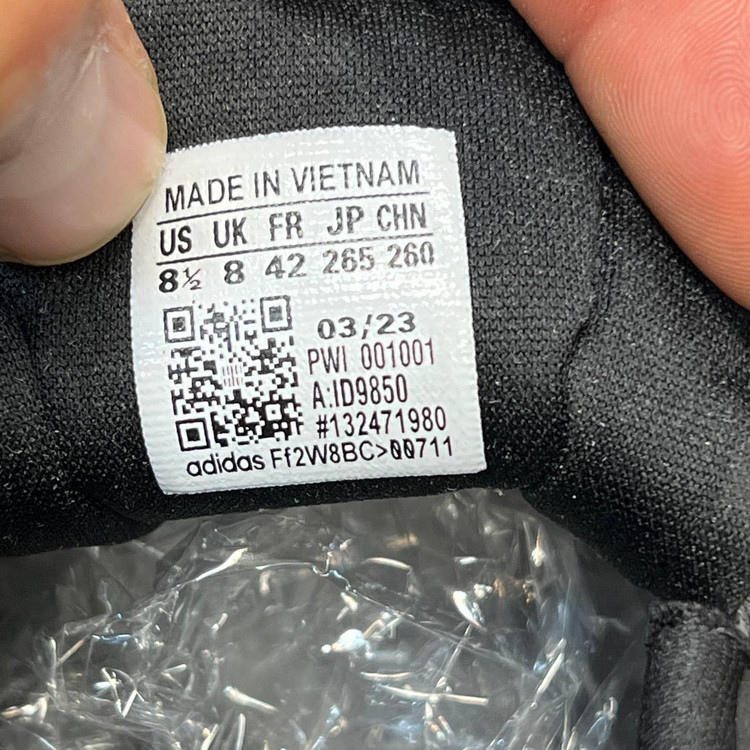 MADE IN VIETNAM
US UK FR JP CHN
8½ 8 42 265 260
03/23
PWI 001001
A:ID9850
#132471980
adidas Ff2W8BC>00711